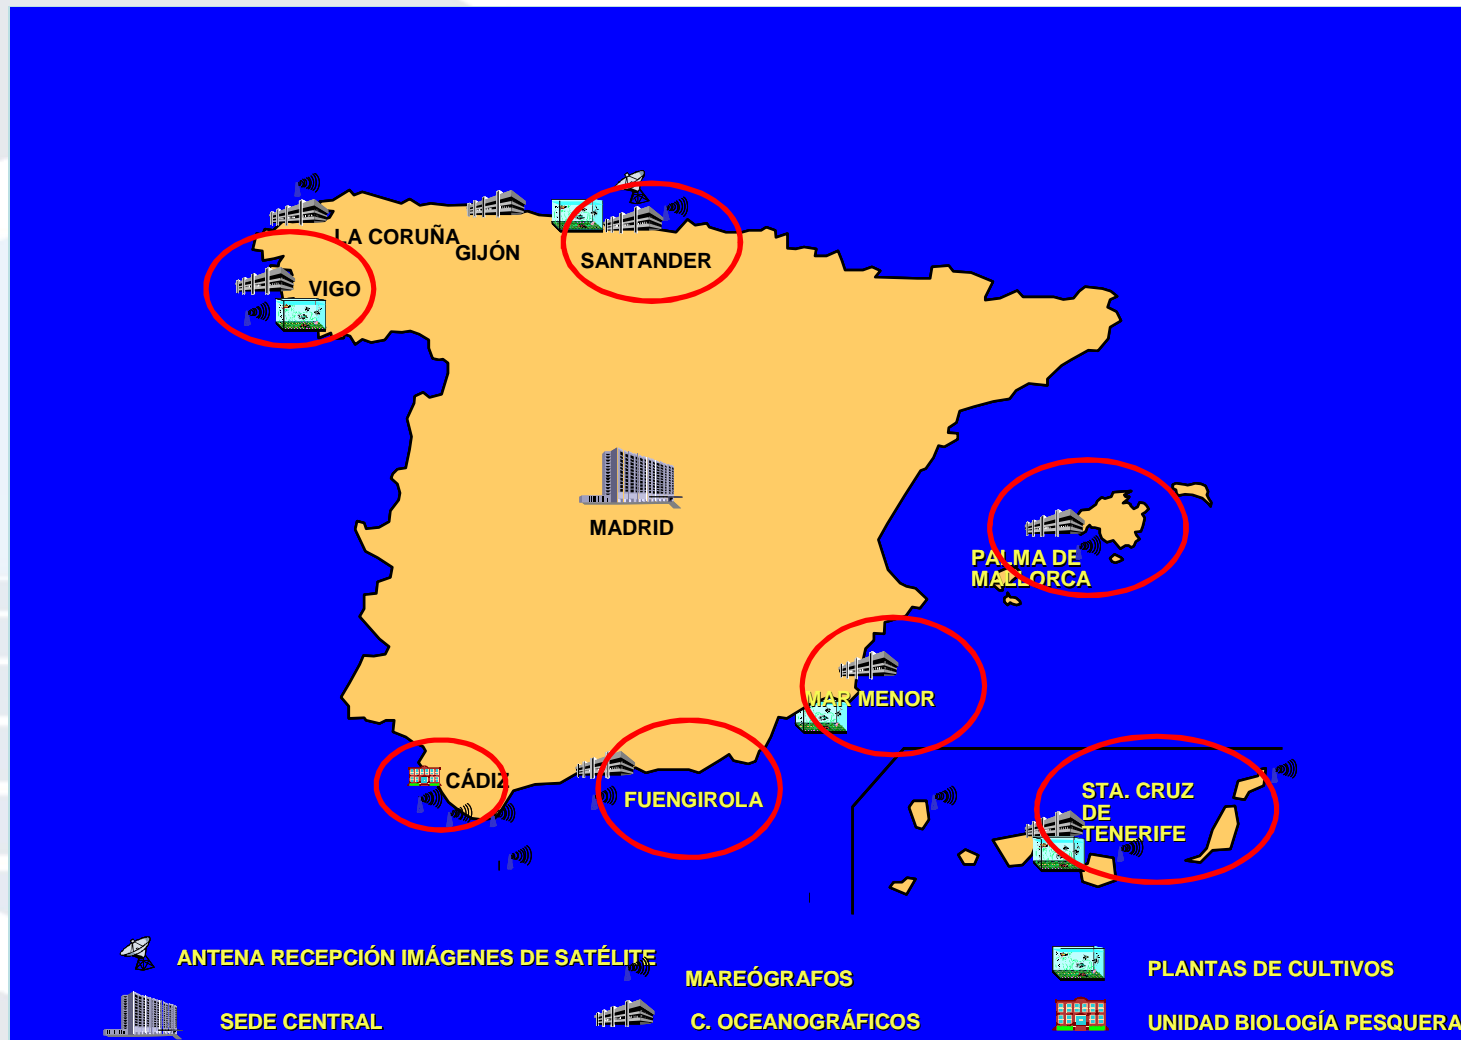 LA CORUÑA
GIJÓN
SANTANDER
VIGO
MADRID
PALMA DE
MALLORCA
MAR MENOR
CÁDIZ
FUENGIROLA
STA. CRUZ
DE
TENERIFE
ANTENA RECEPCIÓN IMÁGENES DE SATÉLITE
MAREÓGRAFOS
PLANTAS DE CULTIVOS
SEDE CENTRAL
C. OCEANOGRÁFICOS
UNIDAD BIOLOGÍA PESQUERA